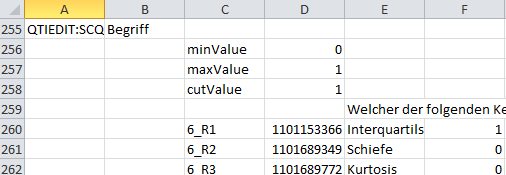 A B C D E F
255 QTIEDIT:SCQ Begriff
256 minValue 0
257 maxValue 1
258 cutValue 1
259 Welcher der folgenden Ke
260 6_R1 1101153366 Interquartils 1
261 6_R2 1101689349 Schiefe 0
262 6_R3 1101689772 Kurtosis 0